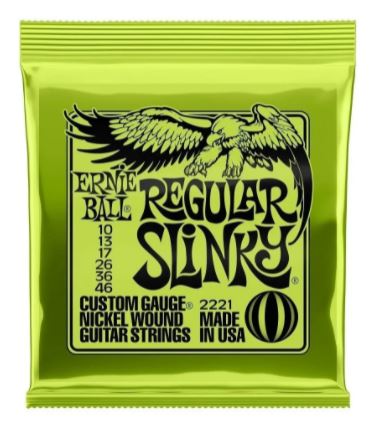 ERNIE
BALL®
REGULAR
SLINKY®
10
13
17
26
36
46
CUSTOM GAUGE®
NICKEL WOUND
GUITAR STRINGS
2221
MADE
IN USA